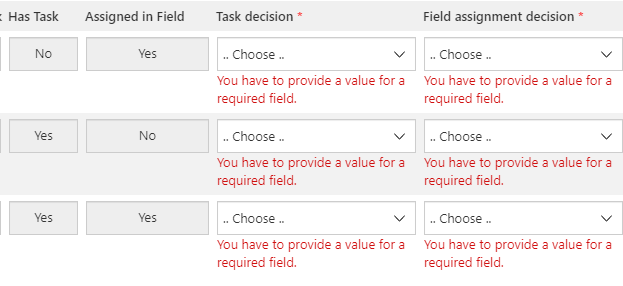 Has Task Assigned in Field Task decision * Field assignment decision *
No Yes .. Choose .. .. Choose ..
You have to provide a value for a required field. You have to provide a value for a required field.
Yes No .. Choose .. .. Choose ..
You have to provide a value for a required field. You have to provide a value for a required field.
Yes Yes .. Choose .. .. Choose ..
You have to provide a value for a required field. You have to provide a value for a required field.